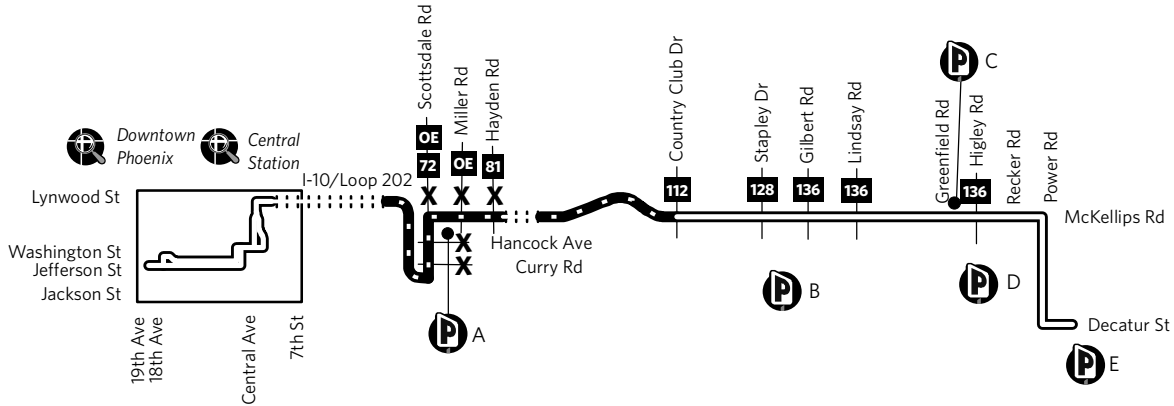 Scottsdale Rd
Miller Rd
Hayden Rd
OE
72
OE
81
X
X
X
X
X
Downtown
Phoenix
Central
Station
I-10/Loop 202
Lynwood St
Washington St
Jefferson St
Jackson St
19th Ave
18th Ave
Central Ave
7th St
Hancock Ave
Curry Rd
P
A
Country Club Dr
112
Stapley Dr
128
Gilbert Rd
136
Lindsay Rd
136
P
C
Greenfield Rd
Higley Rd
136
Recker Rd
Power Rd
McKellips Rd
P
B
P
D
Decatur St
P
E